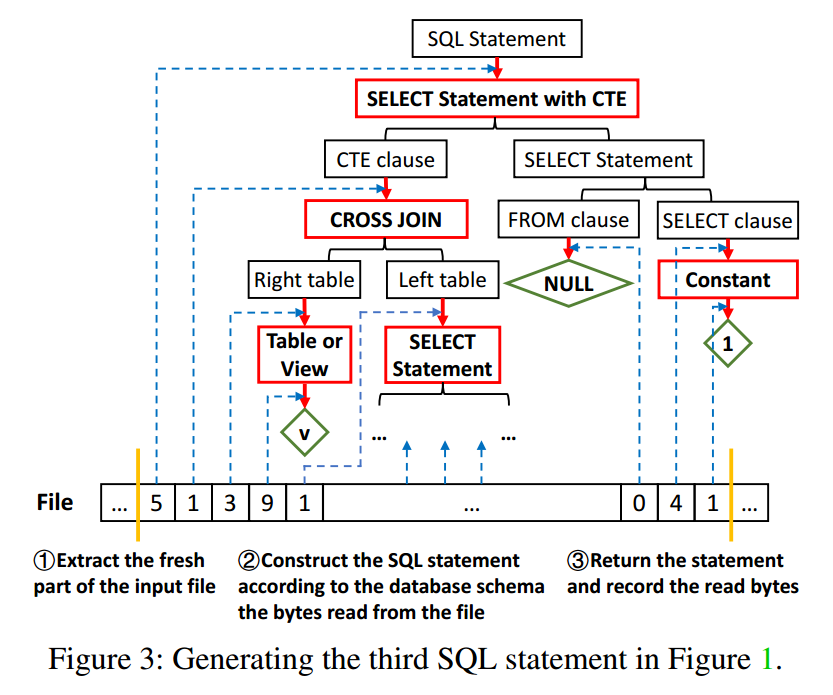 SQL Statement
SELECT Statement with CTE
CTE clause
SELECT Statement
CROSS JOIN
FROM clause
SELECT clause
Right table
Left table
NULL
Constant
Table or
View
SELECT
Statement
1
v
...
...
File
... 5 1 3 9 1 ... 0 4 1 ...
①Extract the fresh
part of the input file
②Construct the SQL statement
according to the database schema
the bytes read from the file
③Return the statement
and record the read bytes
Figure 3: Generating the third SQL statement in Figure 1.